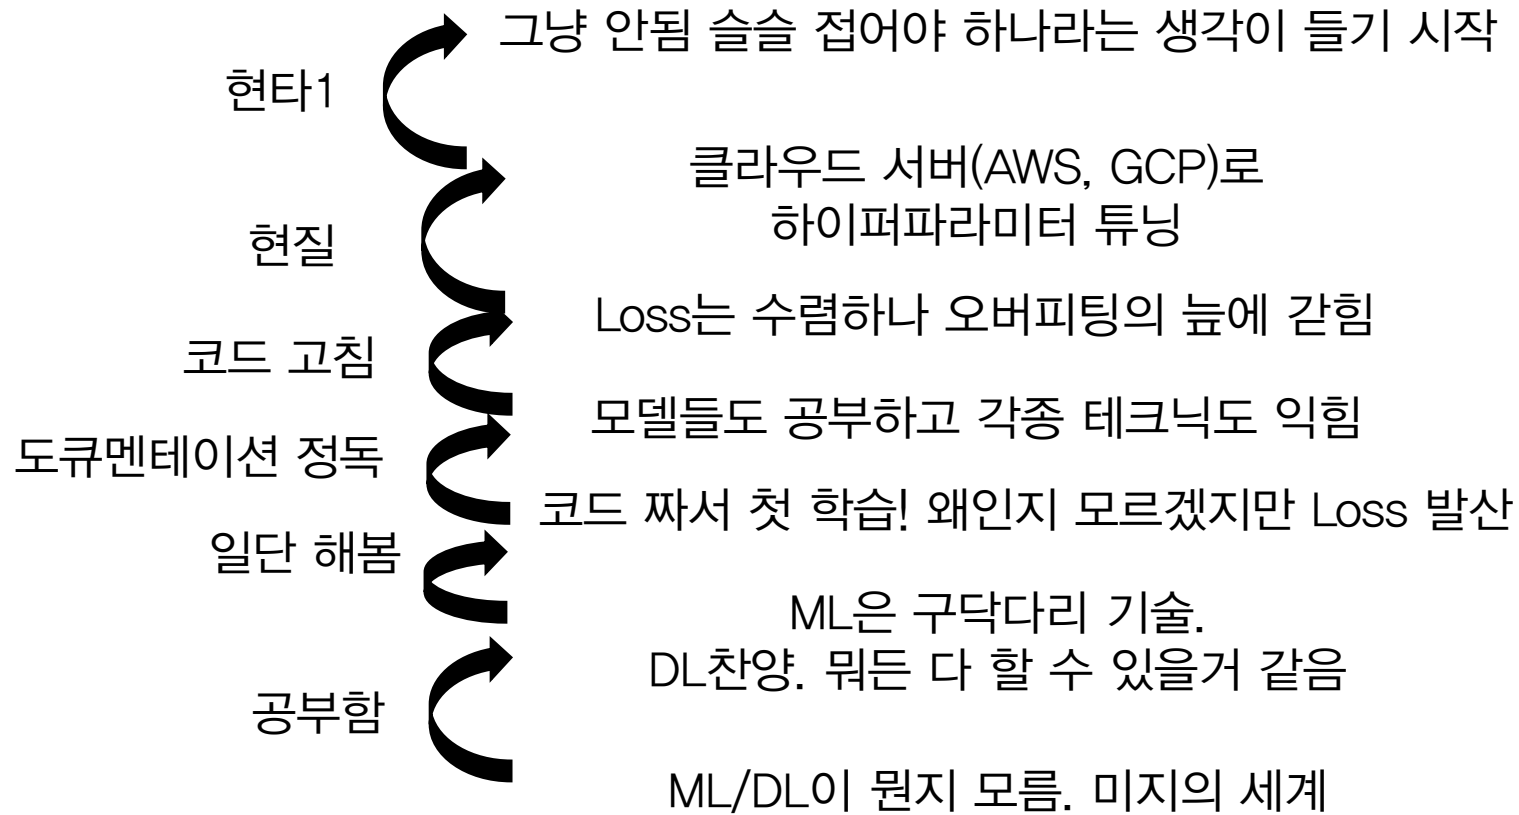 그냥 안됨 슬슬 접어야 하나라는 생각이 들기 시작
현타1
클라우드 서버(AWS, GCP)로
하이퍼파라미터 튜닝
현질
Loss는 수렴하나 오버피팅의 늪에 갇힘
코드 고침
모델들도 공부하고 각종 테크닉도 익힘
도큐멘테이션 정독
코드 짜서 첫 학습! 왜인지 모르겠지만 Loss 발산
일단 해봄
ML은 구닥다리 기술.
DL찬양. 뭐든 다 할 수 있을거 같음
공부함
ML/DL이 뭔지 모름. 미지의 세계